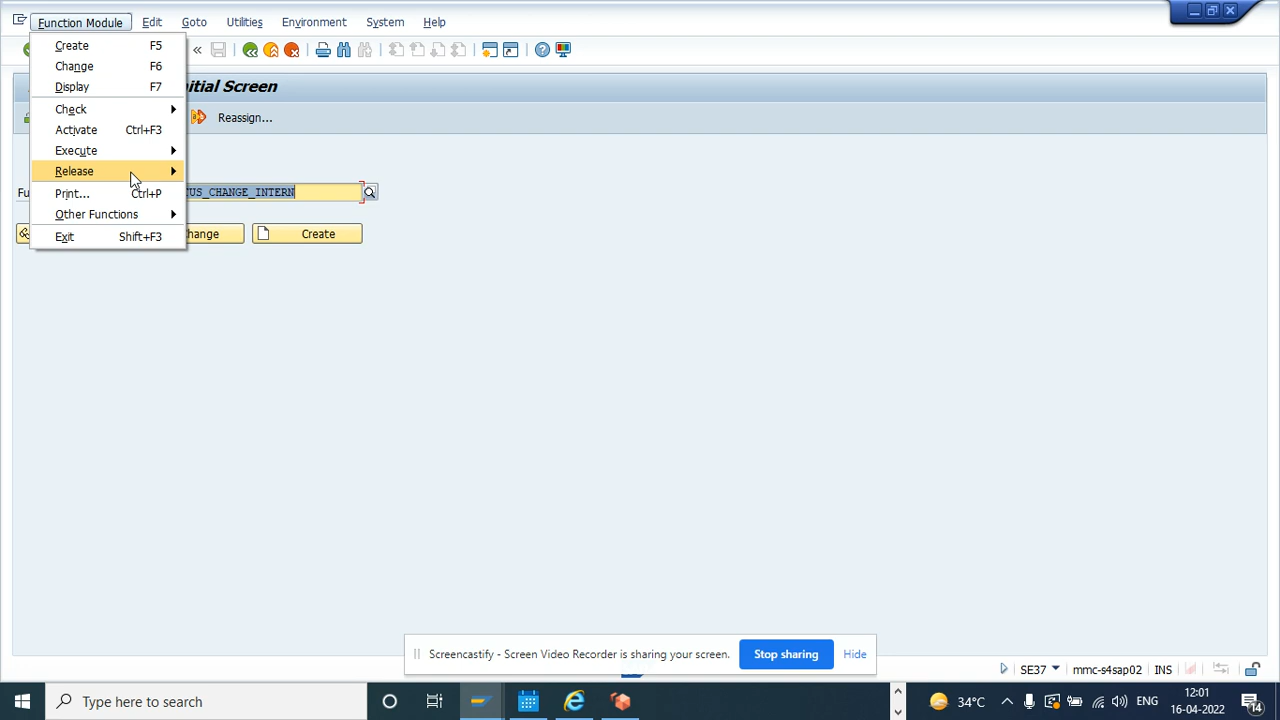 Function Module Edit Goto Utilities Environment System Help
Create F5
Change F6
Display F7
nitial Screen
Check
Reassign...
Activate Ctrl+F3
Execute
Release
Print... Ctrl+P
US_CHANGE_INTERN
Other Functions
Exit Shift+F3
hange
Create
Screencastify - Screen Video Recorder is sharing your screen.
Stop sharing
Hide
SE37 mmc-s4sap02 INS
Type here to search
34°C
ENG
12:01
16-04-2022
14